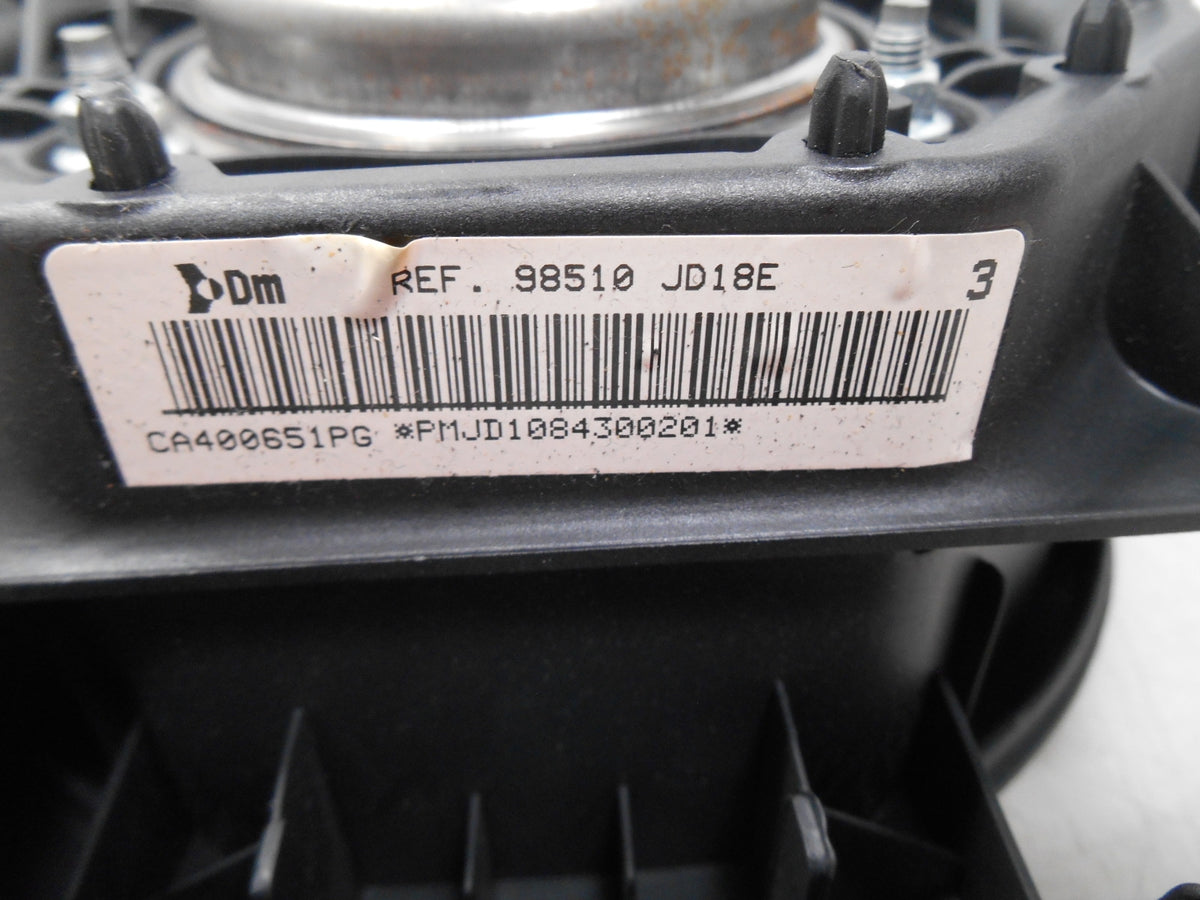 Dm REF. 98510 JD18E 3
CA400651PG *PMJD1084300201*